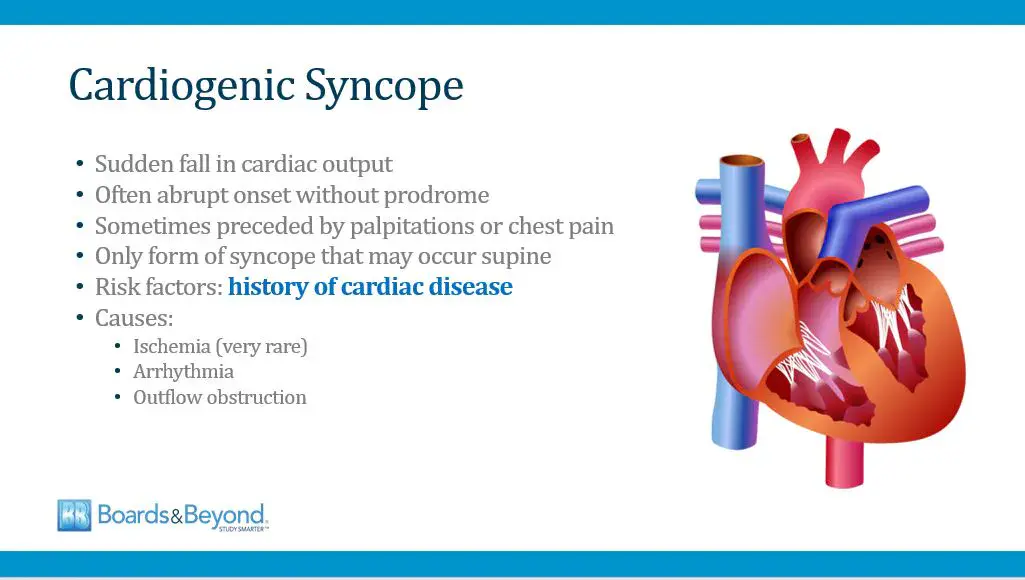 Cardiogenic Syncope
• Sudden fall in cardiac output
• Often abrupt onset without prodrome
• Sometimes preceded by palpitations or chest pain
• Only form of syncope that may occur supine
• Risk factors: history of cardiac disease
• Causes:
• Ischemia (very rare)
• Arrhythmia
• Outflow obstruction
BB Boards&Beyond.
STUDY SMARTER™